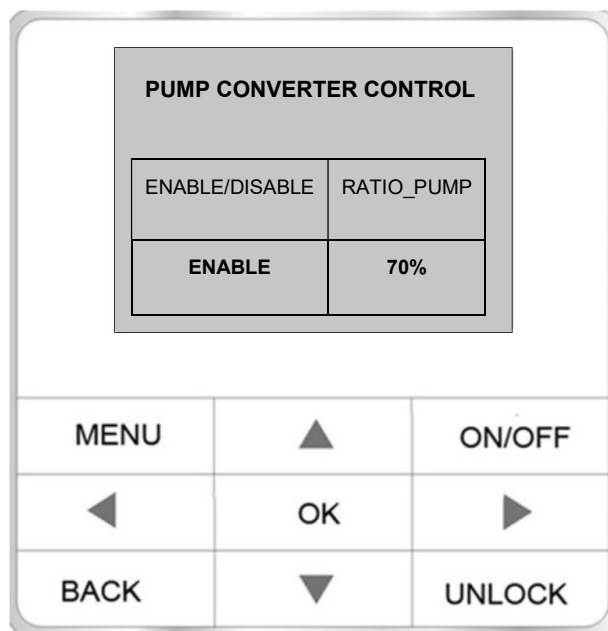 PUMP CONVERTER CONTROL
ENABLE/DISABLE RATIO_PUMP
ENABLE 70%
MENU ON/OFF
OK
BACK UNLOCK